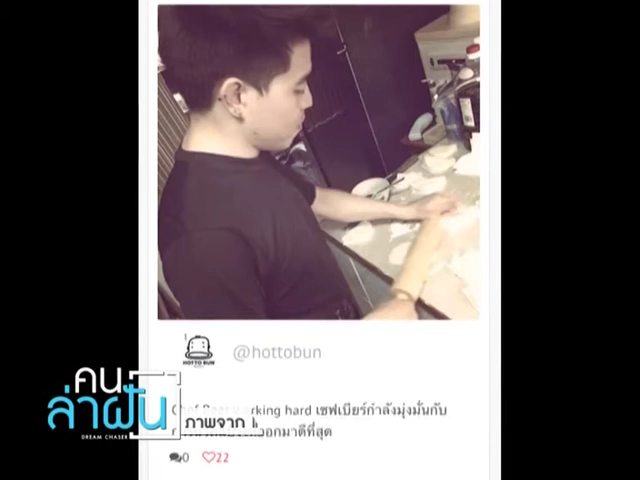 HOTTO BUN
@hottobun
working hard เชฟเบียร์กำลังมุ่งมั่นกับ
ออกมาดีที่สุด
0 22
คน
ล่าฝัน
DREAM CHASER
ภาพจาก